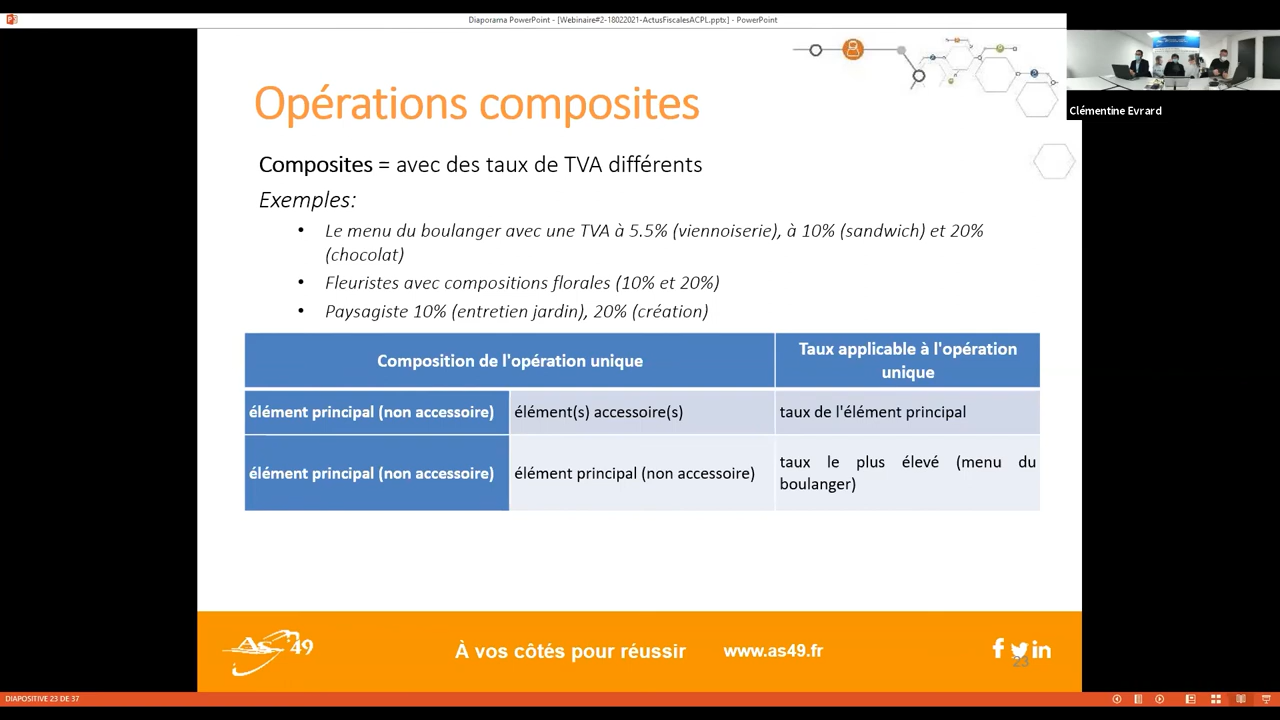 Diaporama PowerPoint - [Webinaire#2-18022021-ActusFiscalesACPL.pptx] - PowerPoint
Clémentine Evrard
Opérations composites
Composites = avec des taux de TVA différents
Exemples:
• Le menu du boulanger avec une TVA à 5.5% (viennoiserie), à 10% (sandwich) et 20%
(chocolat)
• Fleuristes avec compositions florales (10% et 20%)
• Paysagiste 10% (entretien jardin), 20% (création)
Composition de l'opération unique
Taux applicable à l'opération
unique
élément principal (non accessoire)
élément(s) accessoire(s)
taux de l'élément principal
élément principal (non accessoire)
élément principal (non accessoire)
taux le plus élevé (menu du
boulanger)
As 49
À vos côtés pour réussir
www.as49.fr
23
DIAPOSITIVE 23 DE 37